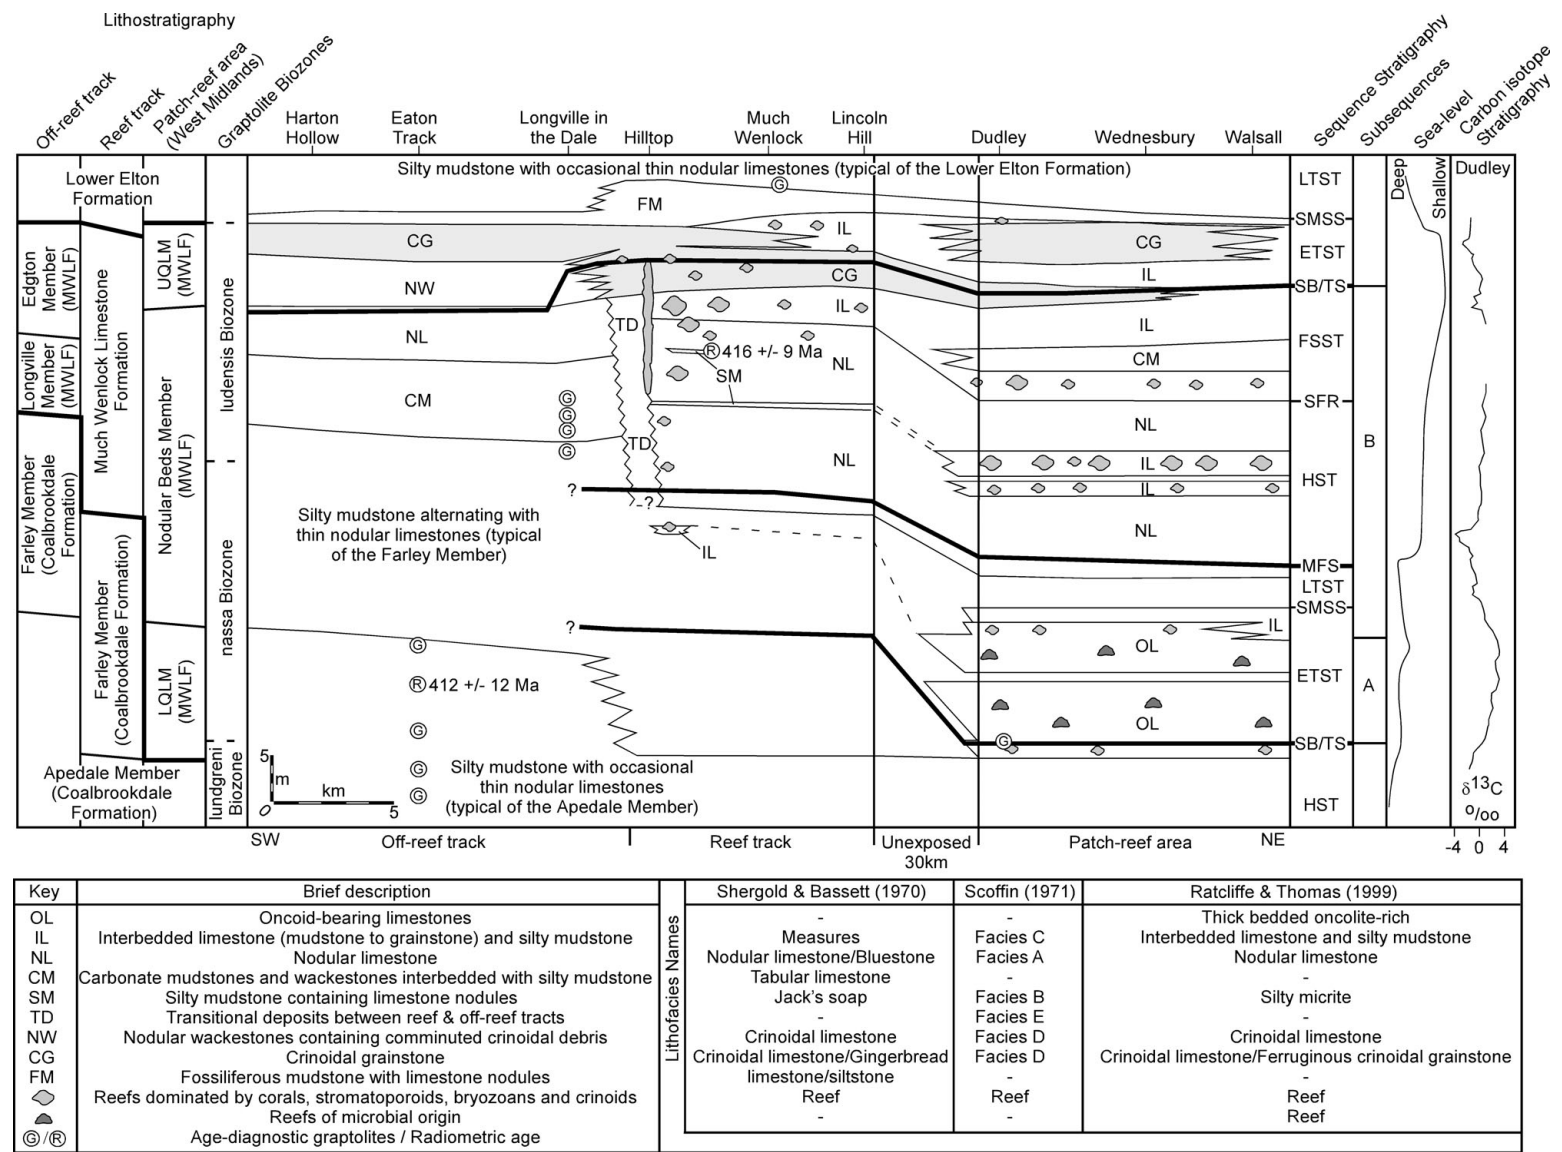 Lithostratigraphy
Off-reef track
Reef track
Patch-reef area
(West Midlands)
Graptolite Biozones
Harton
Hollow
Eaton
Track
Longville in
the Dale
Hilltop
Much
Wenlock
Lincoln
Hill
Dudley
Wednesbury
Walsall
Sequence Stratigraphy
Subsequences
Sea-level
Carbon isotope
Stratigraphy
Lower Elton
Formation
Edgton
Member
(MWLF)
Longville
Member
(MWLF)
Farley Member
(Coalbrookdale
Formation)
Much Wenlock Limestone
Formation
Farley Member
(Coalbrookdale Formation)
UQLM
(MWLF)
Nodular Beds Member
(MWLF)
LQLM
(MWLF)
Apedale Member
(Coalbrookdale
Formation)
ludensis Biozone
nassa Biozone
lundgreni
Biozone
Silty mudstone with occasional thin nodular limestones (typical of the Lower Elton Formation)
G
FM
IL
CG
CG
NW
CG
IL
IL
TD
NL
R 416 +/- 9 Ma
SM
NL
IL
CM
CM
G
G
G
G
TD
NL
NL
IL
IL
?
-?
Silty mudstone alternating with
thin nodular limestones (typical
of the Farley Member)
IL
NL
?
IL
OL
G
R 412 +/- 12 Ma
G
OL
G
G
G
Silty mudstone with occasional
thin nodular limestones
(typical of the Apedale Member)
5
m
km
0
5
LTST
SMSS
ETST
SB/TS
FSST
SFR
HST
MFS
LTST
SMSS
ETST
SB/TS
HST
B
A
Deep
Shallow
Dudley
δ13C
o/oo
-4 0 4
SW
Off-reef track
Reef track
Unexposed
30km
Patch-reef area
NE
Key Brief description
OL Oncoid-bearing limestones
IL Interbedded limestone (mudstone to grainstone) and silty mudstone
NL Nodular limestone
CM Carbonate mudstones and wackestones interbedded with silty mudstone
SM Silty mudstone containing limestone nodules
TD Transitional deposits between reef & off-reef tracts
NW Nodular wackestones containing comminuted crinoidal debris
CG Crinoidal grainstone
FM Fossiliferous mudstone with limestone nodules
Reefs dominated by corals, stromatoporoids, bryozoans and crinoids
Reefs of microbial origin
G/R Age-diagnostic graptolites / Radiometric age
Lithofacies Names
Shergold & Bassett (1970) Scoffin (1971) Ratcliffe & Thomas (1999)
- - Thick bedded oncolite-rich
Measures Facies C Interbedded limestone and silty mudstone
Nodular limestone/Bluestone Facies A Nodular limestone
Tabular limestone - -
Jack's soap Facies B Silty micrite
- Facies E -
Crinoidal limestone Facies D Crinoidal limestone
Crinoidal limestone/Gingerbread Facies D Crinoidal limestone/Ferruginous crinoidal grainstone
limestone/siltstone - -
Reef Reef Reef
- - Reef